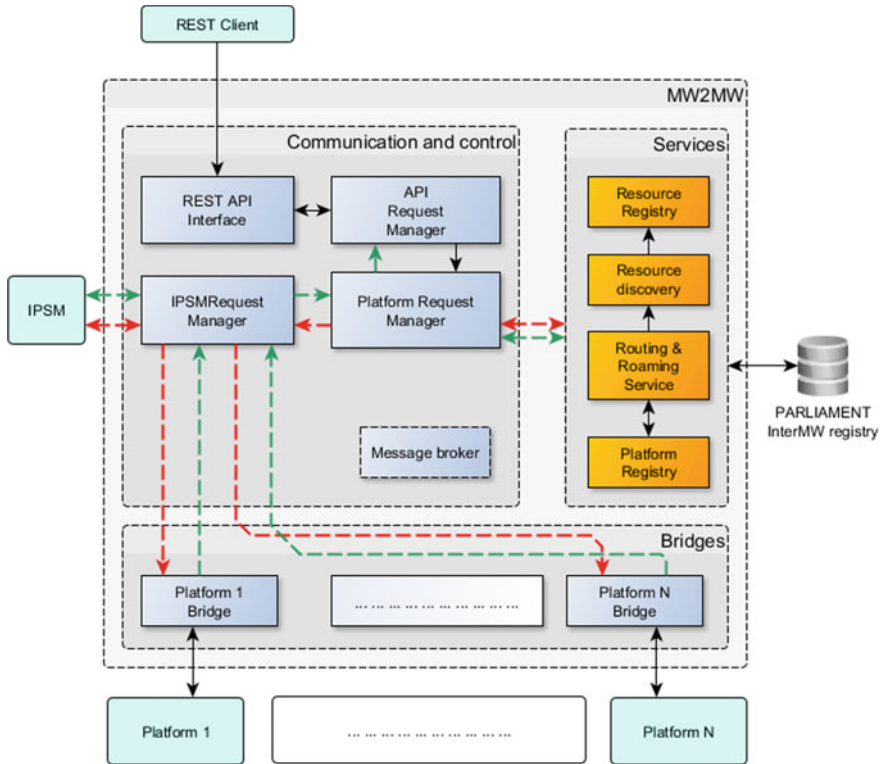 REST Client
MW2MW
Communication and control
Services
REST API
Interface
API
Request
Manager
Resource
Registry
IPSM
IPSMRequest
Manager
Platform Request
Manager
Resource
discovery
Routing &
Roaming
Service
PARLIAMENT
InterMW registry
Message broker
Platform
Registry
Bridges
Platform 1
Bridge
... ... ... ... ... ... ... ... ... ...
Platform N
Bridge
Platform 1
... ... ... ... ... ... ... ... ... ...
Platform N